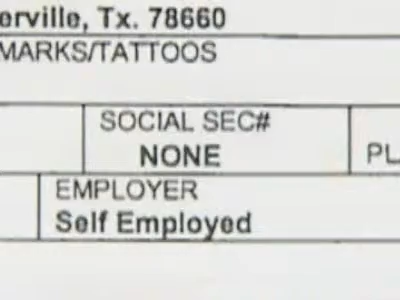 erville, Tx. 78660
MARKS/TATTOOS
SOCIAL SEC#
NONE
PL
EMPLOYER
Self Employed